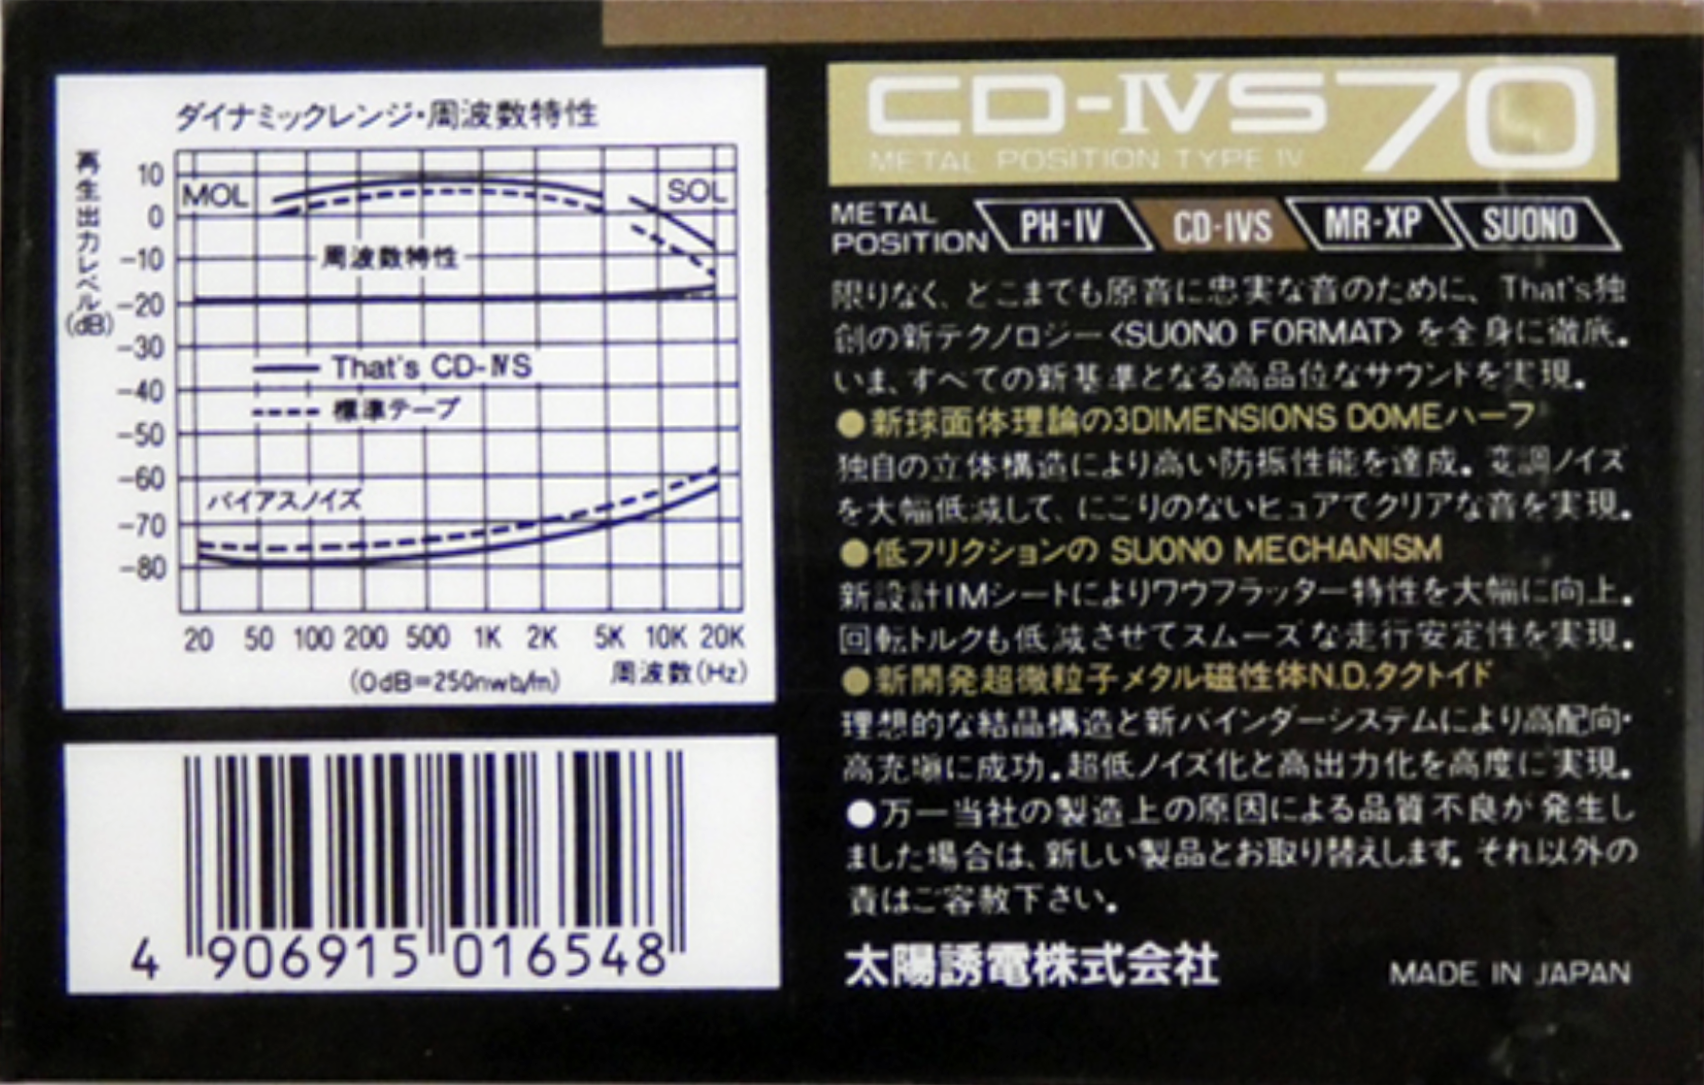 ダイナミックレンジ・周波数特性
再生出力レベル(dB)
10
0
-10
-20
-30
-40
-50
-60
-70
-80
MOL
SOL
周波数特性
That's CD-IVS
標準テープ
バイアスノイズ
20 50 100 200 500 1K 2K 5K 10K 20K
(0dB=250nwb/m) 周波数(Hz)
4 906915 016548
CD-IVS 70
METAL POSITION TYPE IV
METAL POSITION PH-IV CD-IVS MR-XP SUONO
限りなく、どこまでも原音に忠実な音のために、That's独
創の新テクノロジー<SUONO FORMAT>を全身に徹底。
いま、すべての新基準となる高品位なサウンドを実現。
●新球面体理論の3DIMENSIONS DOMEハーフ
独自の立体構造により高い防振性能を達成。変調ノイズ
を大幅低減して、にごりのないピュアでクリアな音を実現。
●低フリクションの SUONO MECHANISM
新設計IMシートによりワウフラッター特性を大幅に向上。
回転トルクも低減させてスムーズな走行安定性を実現。
●新開発超微粒子メタル磁性体N.D.タクトイド
理想的な結晶構造と新バインダーシステムにより高配向・
高充塡に成功。超低ノイズ化と高出力化を高度に実現。
●万一当社の製造上の原因による品質不良が発生し
ました場合は、新しい製品とお取り替えします。それ以外の
責はご容赦下さい。
太陽誘電株式会社
MADE IN JAPAN